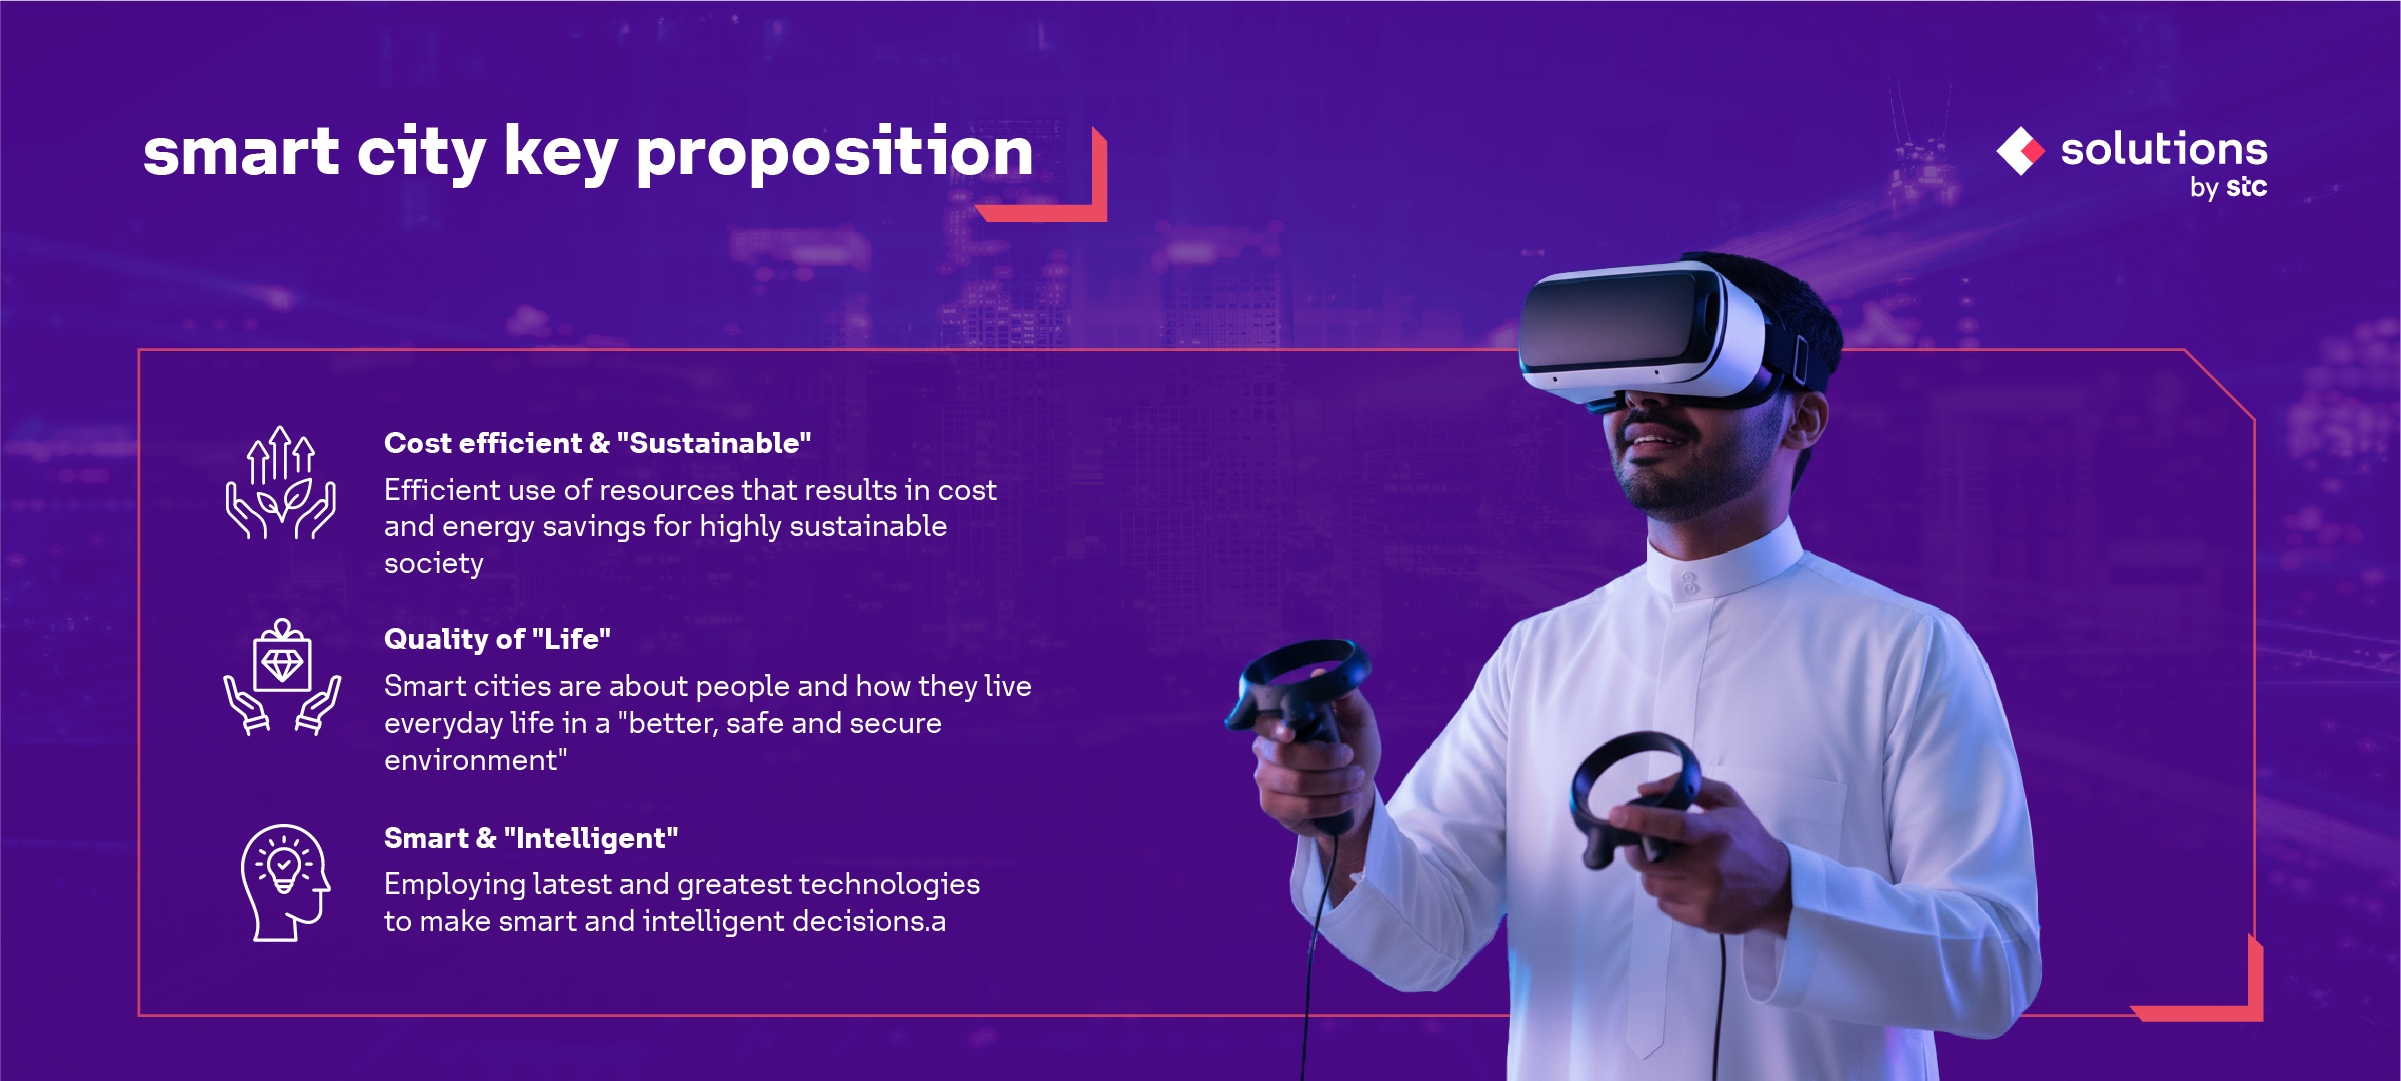 smart city key proposition
solutions
by stc
Cost efficient & "Sustainable"
Efficient use of resources that results in cost
and energy savings for highly sustainable
society
Quality of "Life"
Smart cities are about people and how they live
everyday life in a "better, safe and secure
environment"
Smart & "Intelligent"
Employing latest and greatest technologies
to make smart and intelligent decisions.a